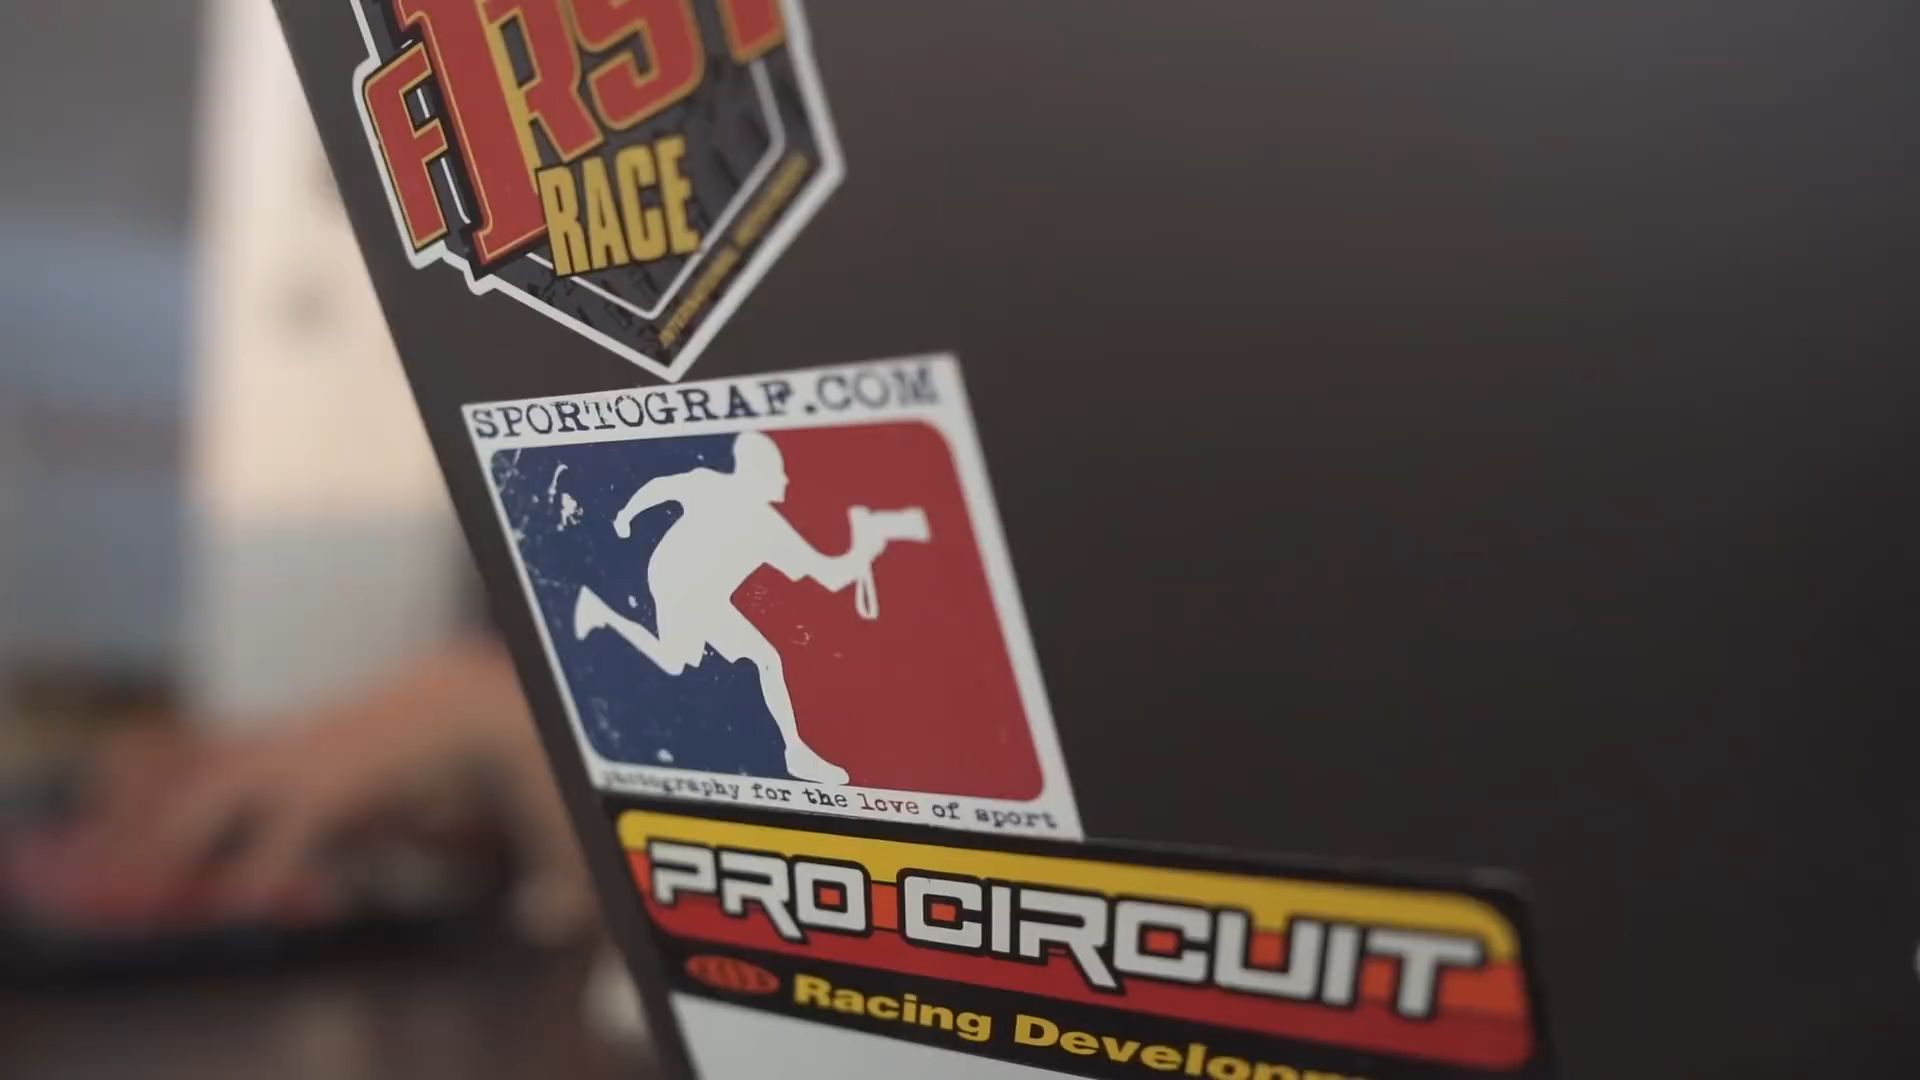 FIRST
RACE
SPORTOGRAF.COM
photography for the love of sport
PRO CIRCUIT
Racing